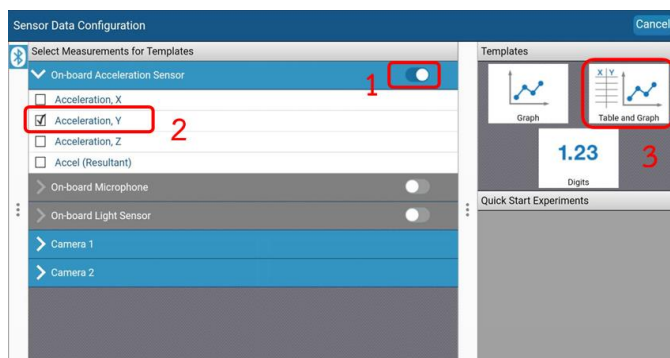 Sensor Data Configuration
Cancel
Select Measurements for Templates
On-board Acceleration Sensor
1
Acceleration, X
Acceleration, Y
2
Acceleration, Z
Accel (Resultant)
On-board Microphone
On-board Light Sensor
Camera 1
Camera 2
Templates
Graph
X Y
Table and Graph
3
1.23
Digits
Quick Start Experiments